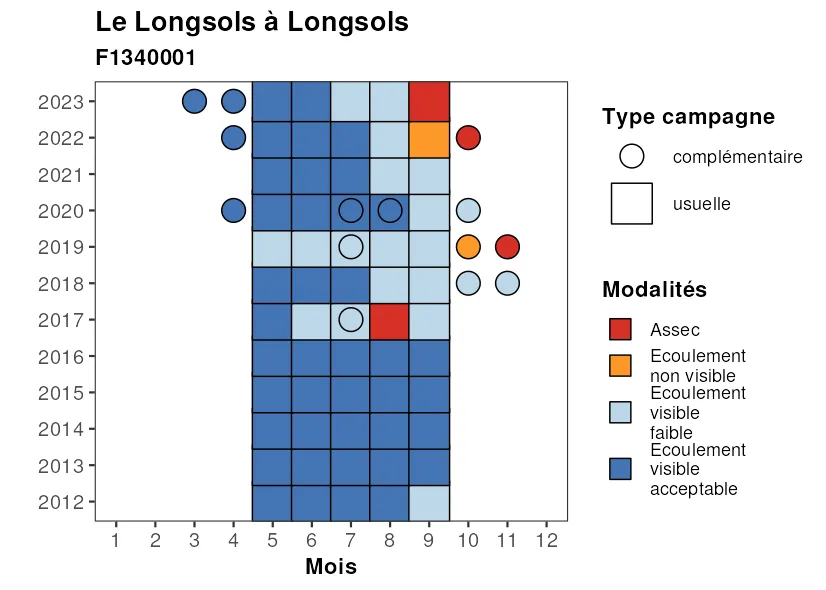 Le Longsols à Longsols
F1340001
2023
2022
2021
2020
2019
2018
2017
2016
2015
2014
2013
2012
1 2 3 4 5 6 7 8 9 10 11 12
Mois
Type campagne
complémentaire
usuelle
Modalités
Assec
Ecoulement
non visible
Ecoulement
visible
faible
Ecoulement
visible
acceptable